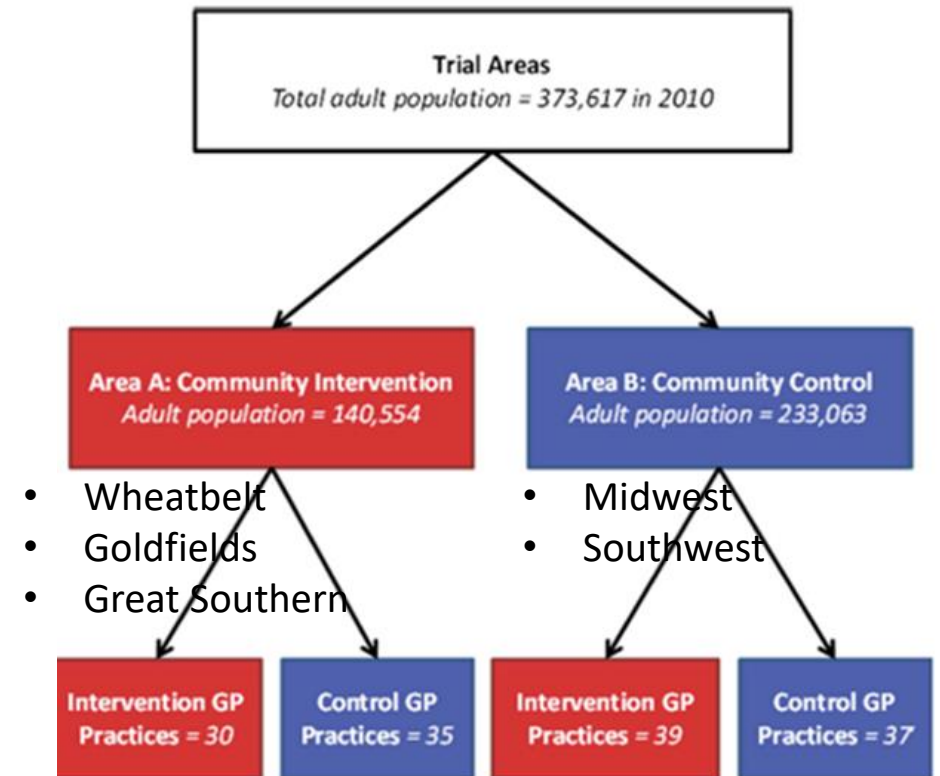 Trial Areas
Total adult population = 373,617 in 2010
Area A: Community Intervention
Adult population = 140,554
Area B: Community Control
Adult population = 233,063
• Wheatbelt
• Goldfields
• Great Southern
• Midwest
• Southwest
Intervention GP
Practices = 30
Control GP
Practices = 35
Intervention GP
Practices = 39
Control GP
Practices = 37